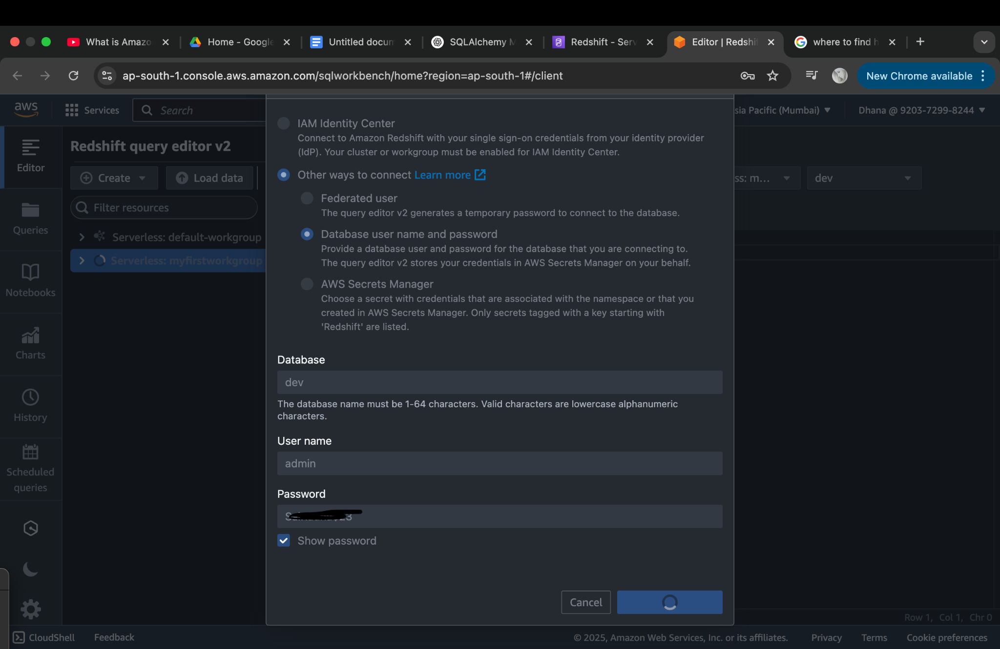 What is Amazo
Home - Google
Untitled docum
SQLAlchemy M
Redshift - Serv
Editor | Redshif
where to find h
ap-south-1.console.aws.amazon.com/sqlworkbench/home?region=ap-south-1#/client
New Chrome available
aws
Services
Search
sia Pacific (Mumbai)
Dhana @ 9203-7299-8244
Editor
Queries
Notebooks
Charts
History
Scheduled
queries
Redshift query editor v2
Create
Load data
Filter resources
Serverless: default-workgroup
Serverless: myfirstworkgroup
IAM Identity Center
Connect to Amazon Redshift with your single sign-on credentials from your identity provider
(IdP). Your cluster or workgroup must be enabled for IAM Identity Center.
Other ways to connect Learn more
Federated user
The query editor v2 generates a temporary password to connect to the database.
Database user name and password
Provide a database user and password for the database that you are connecting to.
The query editor v2 stores your credentials in AWS Secrets Manager on your behalf.
AWS Secrets Manager
Choose a secret with credentials that are associated with the namespace or that you
created in AWS Secrets Manager. Only secrets tagged with a key starting with
'Redshift' are listed.
Database
dev
The database name must be 1-64 characters. Valid characters are lowercase alphanumeric
characters.
User name
admin
Password
Show password
Cancel
ss: m...
dev
Row 1, Col 1, Chr 0
CloudShell
Feedback
© 2025, Amazon Web Services, Inc. or its affiliates.
Privacy
Terms
Cookie preferences